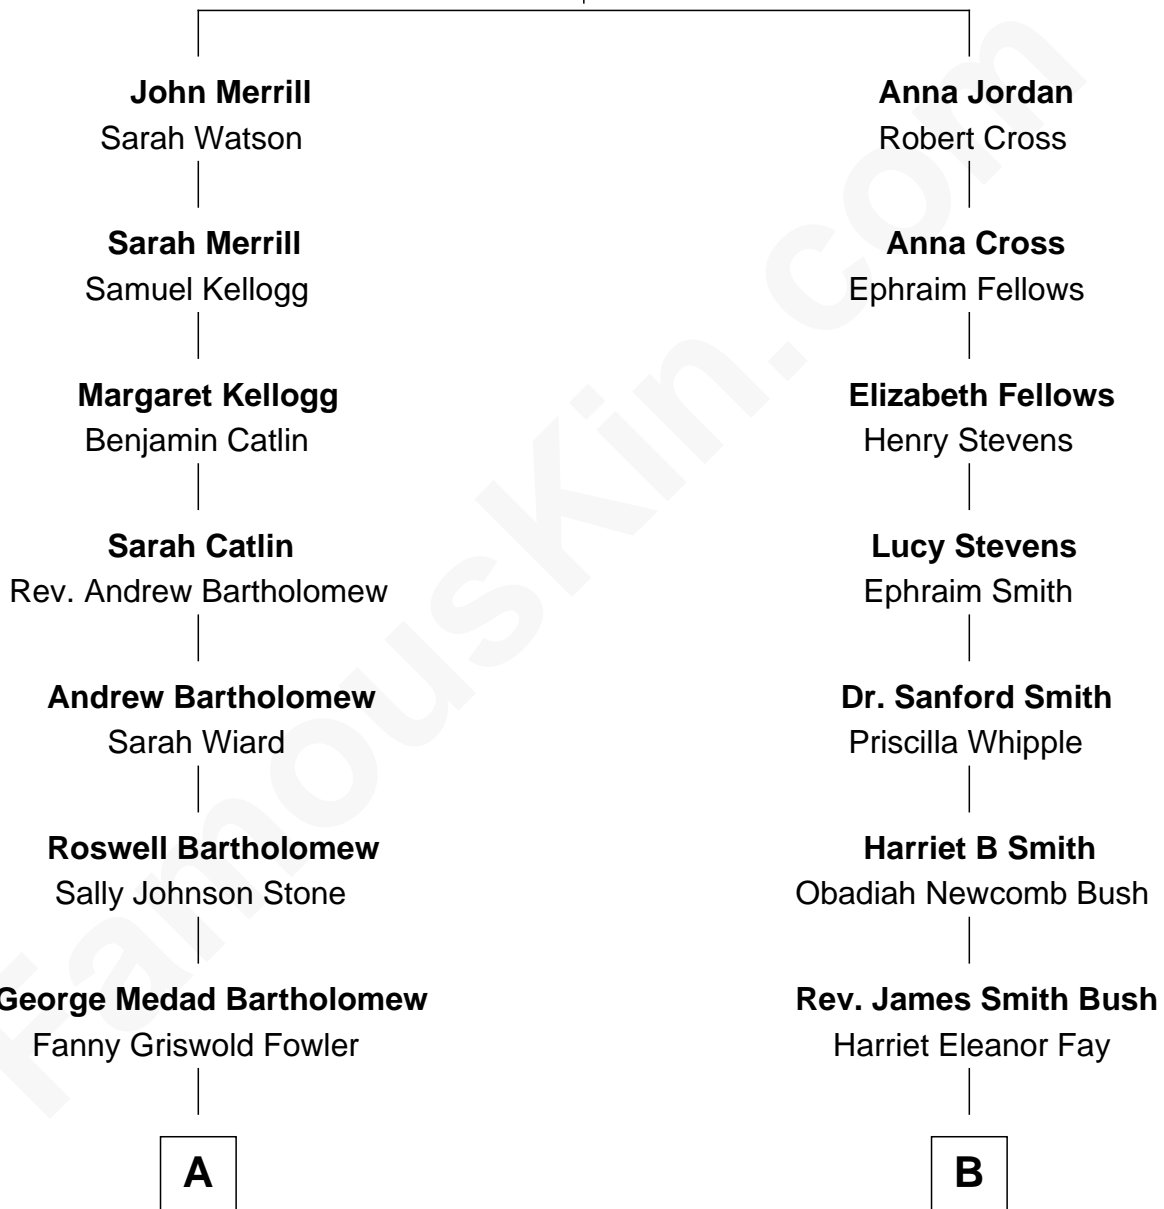 John Merrill
Sarah Watson
Sarah Merrill
Samuel Kellogg
Margaret Kellogg
Benjamin Catlin
Sarah Catlin
Rev. Andrew Bartholomew
Andrew Bartholomew
Sarah Wiard
Roswell Bartholomew
Sally Johnson Stone
George Medad Bartholomew
Fanny Griswold Fowler
A
Anna Jordan
Robert Cross
Anna Cross
Ephraim Fellows
Elizabeth Fellows
Henry Stevens
Lucy Stevens
Ephraim Smith
Dr. Sanford Smith
Priscilla Whipple
Harriet B Smith
Obadiah Newcomb Bush
Rev. James Smith Bush
Harriet Eleanor Fay
B
FamousKin.com